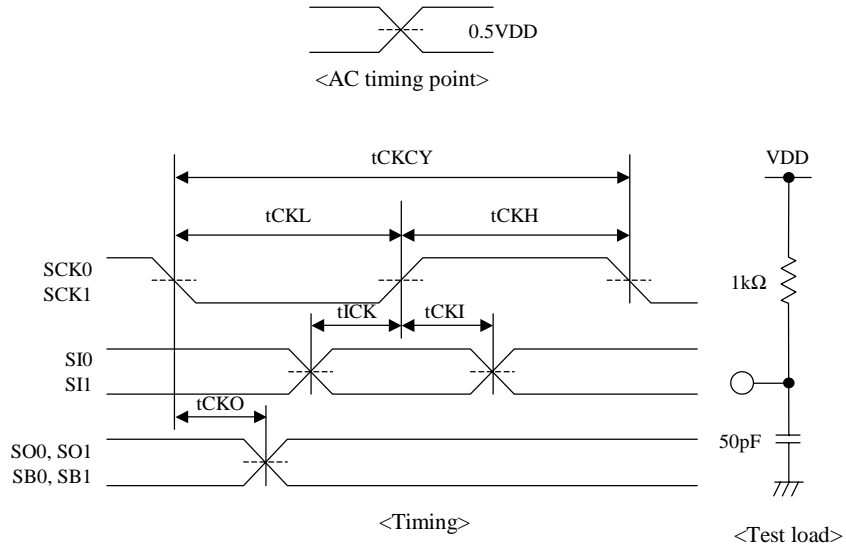 0.5VDD
<AC timing point>
tCKCY
VDD
tCKL
tCKH
SCK0
SCK1
1kΩ
tICK
tCKI
SI0
SI1
tCKO
SO0, SO1
SB0, SB1
50pF
<Timing>
<Test load>